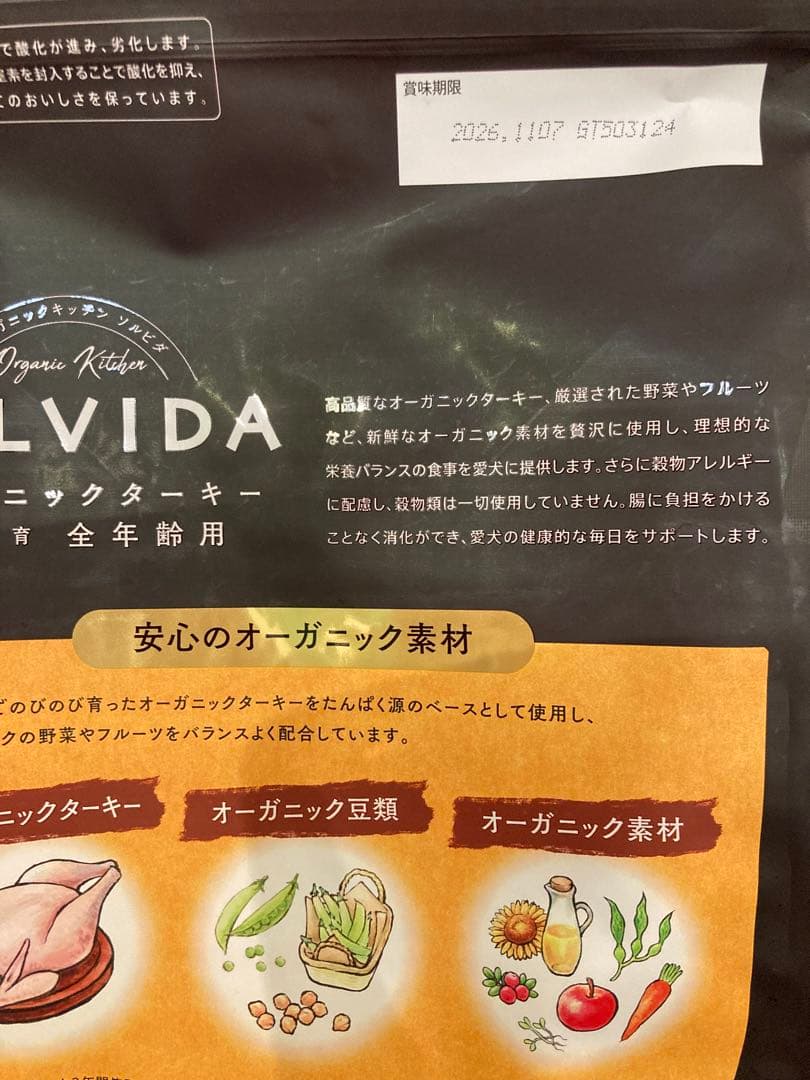 で酸化が進み、劣化します。
素を封入することで酸化を抑え、
このおいしさを保っています。
賞味期限
2026.1107 GT503124
ガニックキッチン ソルビダ
Organic Kitchen
LVIDA
ニックターキー
育 全年齢用
高品質なオーガニックターキー、厳選された野菜やフルーツ
など、新鮮なオーガニック素材を贅沢に使用し、理想的な
栄養バランスの食事を愛犬に提供します。さらに穀物アレルギー
に配慮し、穀物類は一切使用していません。腸に負担をかける
ことなく消化ができ、愛犬の健康的な毎日をサポートします。
安心のオーガニック素材
どのびのび育ったオーガニックターキーをたんぱく源のベースとして使用し、
クの野菜やフルーツをバランスよく配合しています。
ニックターキー
オーガニック豆類
オーガニック素材